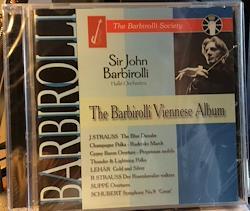 BARBIROLLI
BARBIROLLI
The Barbirolli Society
Sir John
Barbirolli
Hallé Orchestra
The Barbirolli Viennese Album
J.STRAUSS The Blue Danube
Champagne Polka · Radetzky March
Gypsy Baron Overture · Perpetuum mobile
Thunder & Lightning Polka
LEHÁR Gold and Silver
R STRAUSS Der Rosenkavalier waltzes
SUPPÉ Overtures
SCHUBERT Symphony No.9 'Great'